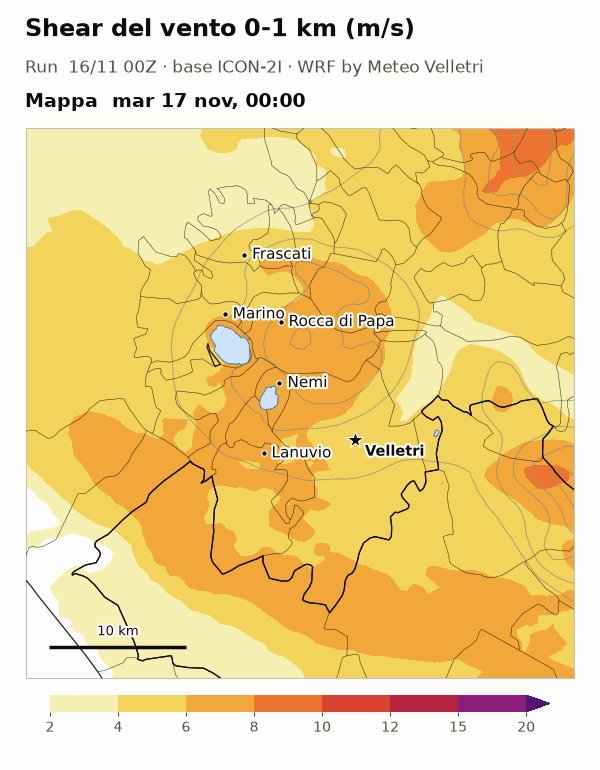 Shear del vento 0-1 km (m/s)
Run  16/11 00Z · base ICON-2I · WRF by Meteo Velletri
Mappa  mar 17 nov, 00:00
Frascati
Marino
Rocca di Papa
Nemi
Velletri
Lanuvio
10 km
2 4 6 8 10 12 15 20